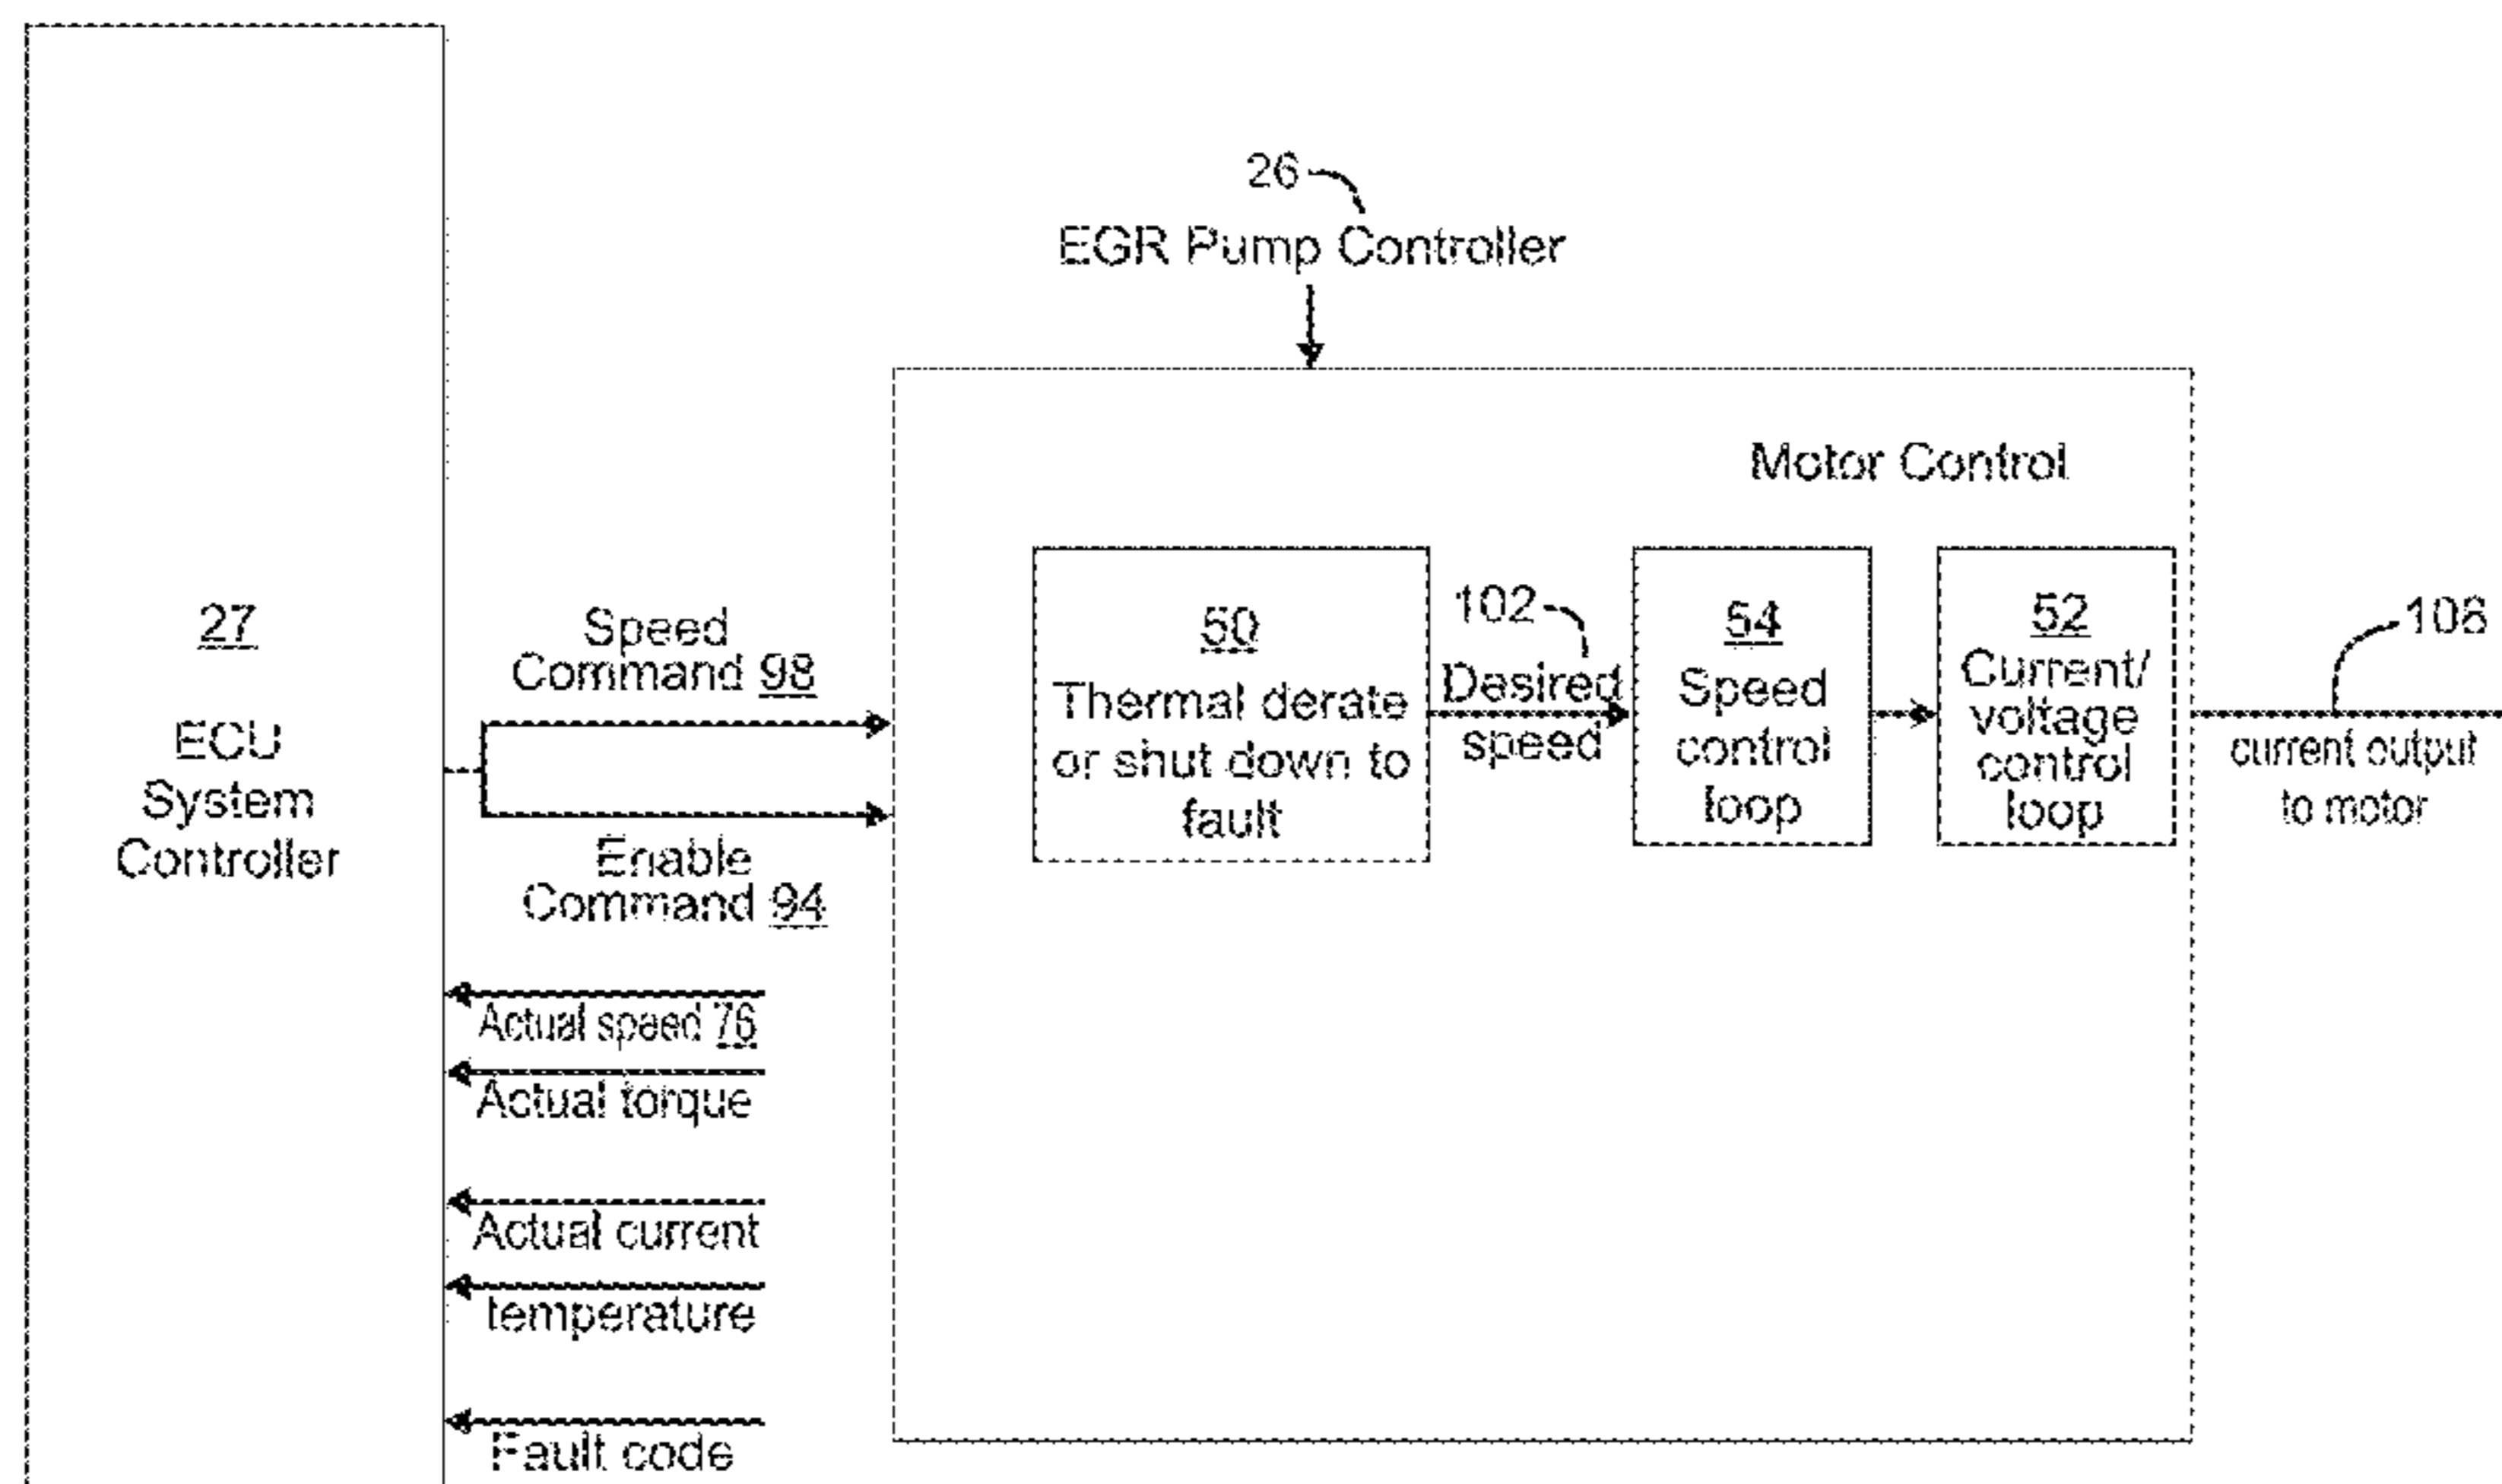 26
EGR Pump Controller
Motor Control
27
ECU
System
Controller
Speed
Command 98
Enable
Command 94
50
Thermal derate
or shut down to
fault
102
Desired
speed
54
Speed
control
loop
52
Current/
voltage
control
loop
108
current output
to motor
Actual speed 76
Actual torque
Actual current
temperature
Fault code